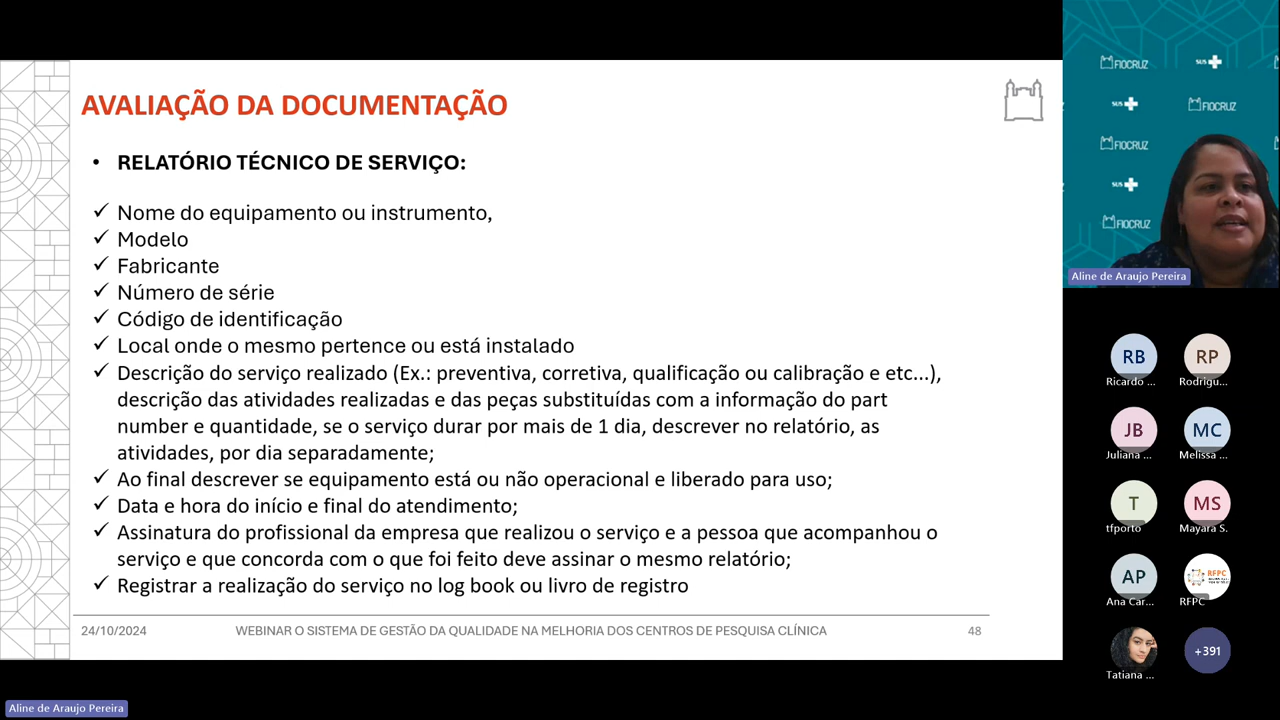 AVALIAÇÃO DA DOCUMENTAÇÃO
• RELATÓRIO TÉCNICO DE SERVIÇO:
✓ Nome do equipamento ou instrumento,
✓ Modelo
✓ Fabricante
✓ Número de série
✓ Código de identificação
✓ Local onde o mesmo pertence ou está instalado
✓ Descrição do serviço realizado (Ex.: preventiva, corretiva, qualificação ou calibração e etc...),
descrição das atividades realizadas e das peças substituídas com a informação do part
number e quantidade, se o serviço durar por mais de 1 dia, descrever no relatório, as
atividades, por dia separadamente;
✓ Ao final descrever se equipamento está ou não operacional e liberado para uso;
✓ Data e hora do início e final do atendimento;
✓ Assinatura do profissional da empresa que realizou o serviço e a pessoa que acompanhou o
serviço e que concorda com o que foi feito deve assinar o mesmo relatório;
✓ Registrar a realização do serviço no log book ou livro de registro
24/10/2024 WEBINAR O SISTEMA DE GESTÃO DA QUALIDADE NA MELHORIA DOS CENTROS DE PESQUISA CLÍNICA 48
FIOCRUZ SUS
SUS FIOCRUZ
FIOCRUZ SUS
SUS
FIOCRUZ
Aline de Araujo Pereira
RB RP
Ricardo ... Rodrigu...
JB MC
Juliana ... Melissa ...
T MS
tfporto Mayara S.
AP RFPC
Ana Car... RFPC
Tatiana ... +391
Aline de Araujo Pereira